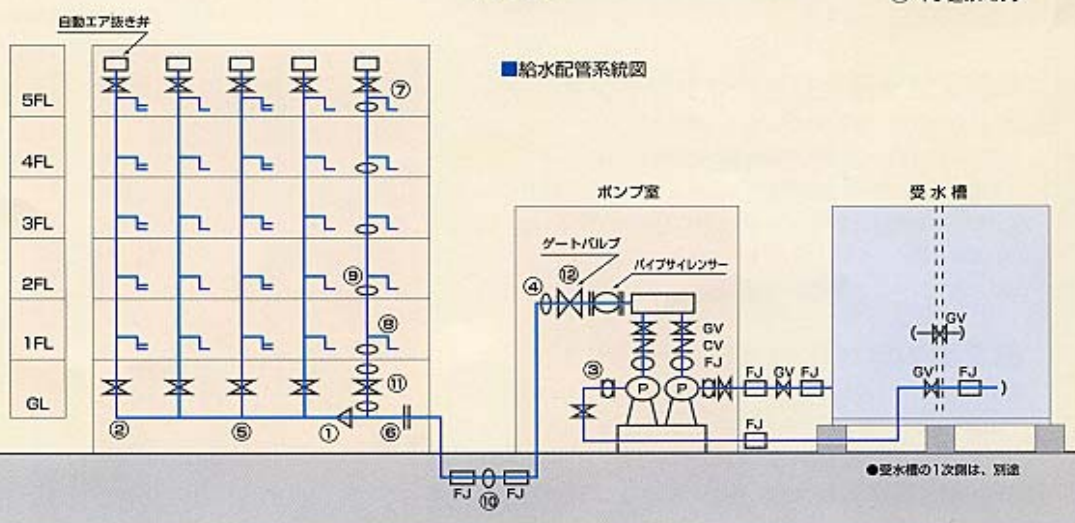 自動エア抜き弁
■給水配管系統図
5FL
4FL
3FL
2FL
1FL
GL
⑦
⑨
⑧
⑪
②
⑤
①
⑥
ポンプ室
受水槽
ゲートバルブ
パイプサイレンサー
④
⑫
GV
CV
FJ
③
P
P
FJ
GV
FJ
GV
GV
FJ
FJ
FJ
⑩
FJ
●受水槽の1次側は、別途